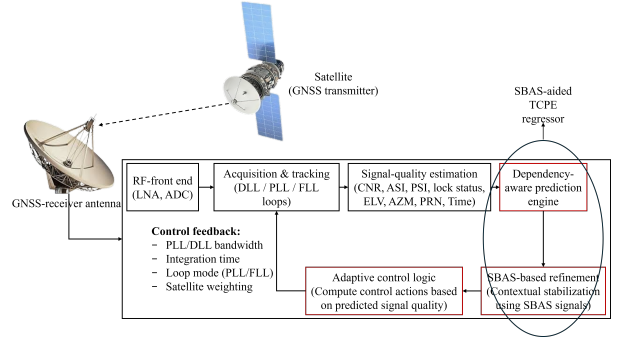 Satellite
(GNSS transmitter)
SBAS-aided
TCPE
regressor
GNSS-receiver antenna
RF-front end
(LNA, ADC)
Acquisition & tracking
(DLL / PLL / FLL
loops)
Signal-quality estimation
(CNR, ASI, PSI, lock status,
ELV, AZM, PRN, Time)
Dependency-
aware prediction
engine
Control feedback:
− PLL/DLL bandwidth
− Integration time
− Loop mode (PLL/FLL)
− Satellite weighting
Adaptive control logic
(Compute control actions based
on predicted signal quality)
SBAS-based refinement
(Contextual stabilization
using SBAS signals)